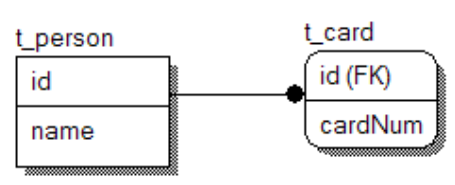 t_person
id
name
t_card
id (FK)
cardNum